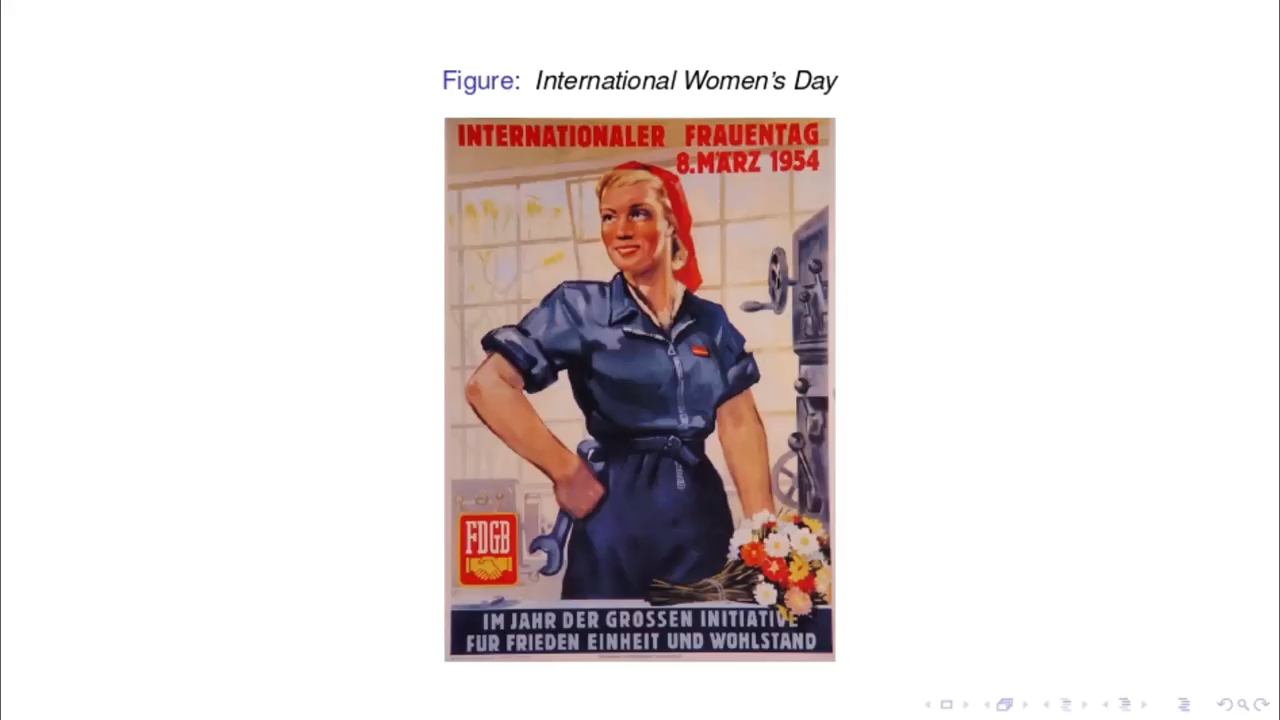 Figure: International Women's Day
INTERNATIONALER FRAUENTAG
8. MÄRZ 1954
FDGB
IM JAHR DER GROSSEN INITIATIVE
FÜR FRIEDEN EINHEIT UND WOHLSTAND